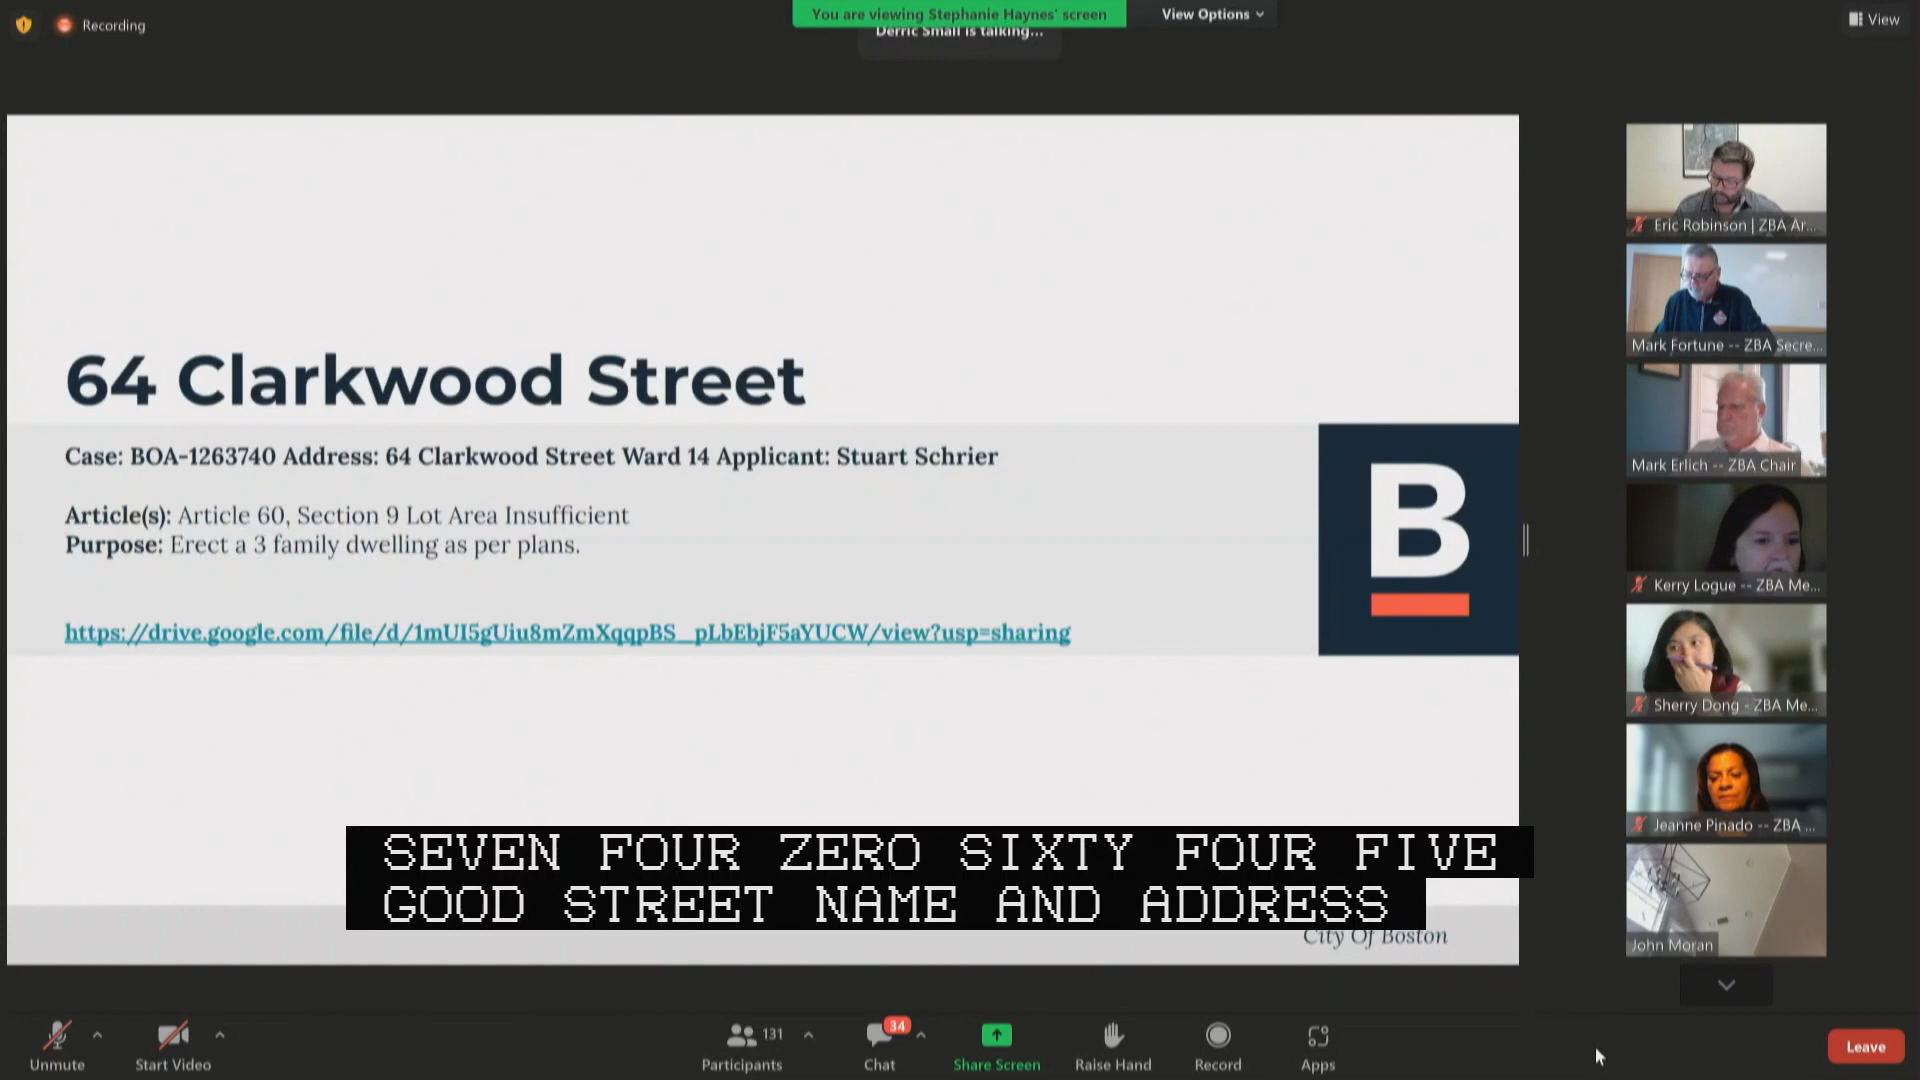 Recording
You are viewing Stephanie Haynes' screen
View Options
Derric Small is talking...
View
64 Clarkwood Street
Case: BOA-1263740 Address: 64 Clarkwood Street Ward 14 Applicant: Stuart Schrier
Article(s): Article 60, Section 9 Lot Area Insufficient
Purpose: Erect a 3 family dwelling as per plans.
https://drive.google.com/file/d/1mUI5gUiu8mZmXqqpBS_pLbEbjF5aYUCW/view?usp=sharing
B
SEVEN FOUR ZERO SIXTY FOUR FIVE
GOOD STREET NAME AND ADDRESS
City Of Boston
Eric Robinson | ZBA Ar...
Mark Fortune -- ZBA Secre...
Mark Erlich -- ZBA Chair
Kerry Logue -- ZBA Me...
Sherry Dong - ZBA Me...
Jeanne Pinado -- ZBA ...
John Moran
Unmute
Start Video
131
Participants
34
Chat
Share Screen
Raise Hand
Record
Apps
Leave